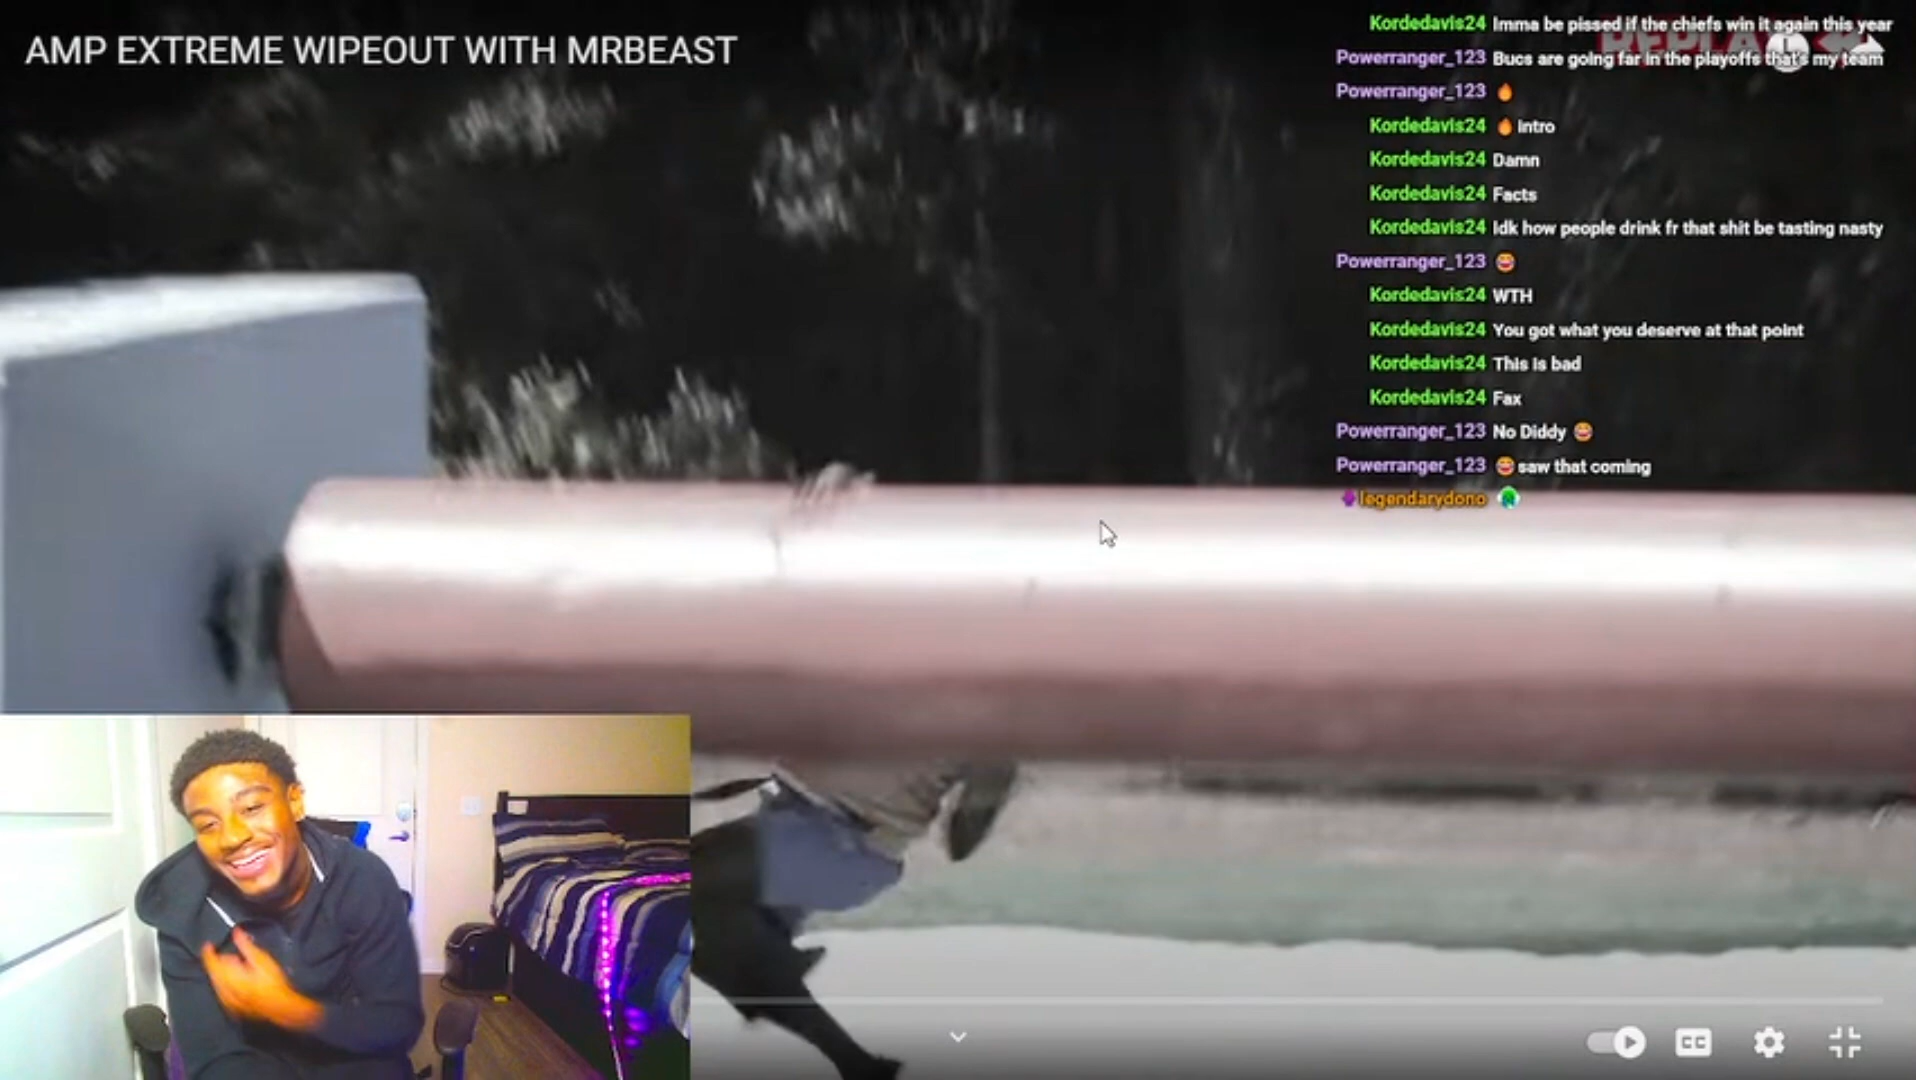 AMP EXTREME WIPEOUT WITH MRBEAST
Kordedavis24 Imma be pissed if the chiefs win it again this year
REPLAY
Powerranger_123 Bucs are going far in the playoffs that's my team
Powerranger_123 🔥
Kordedavis24 🔥 intro
Kordedavis24 Damn
Kordedavis24 Facts
Kordedavis24 Idk how people drink fr that shit be tasting nasty
Powerranger_123 😂
Kordedavis24 WTH
Kordedavis24 You got what you deserve at that point
Kordedavis24 This is bad
Kordedavis24 Fax
Powerranger_123 No Diddy 😂
Powerranger_123 😂 saw that coming
legendarydono
CC